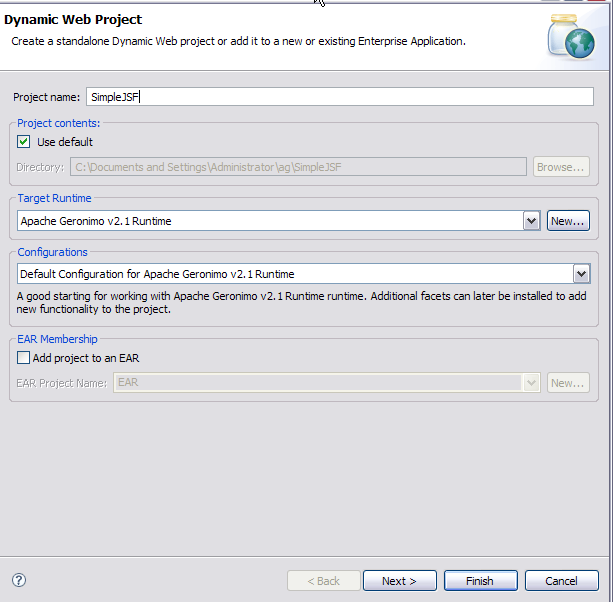 Dynamic Web Project
Create a standalone Dynamic Web project or add it to a new or existing Enterprise Application.
Project name: SimpleJSF
Project contents:
Use default
Directory: C:\Documents and Settings\Administrator\ag\SimpleJSF Browse...
Target Runtime
Apache Geronimo v2.1 Runtime New...
Configurations
Default Configuration for Apache Geronimo v2.1 Runtime
A good starting for working with Apache Geronimo v2.1 Runtime runtime. Additional facets can later be installed to add
new functionality to the project.
EAR Membership
Add project to an EAR
EAR Project Name: EAR New...
? < Back Next > Finish Cancel